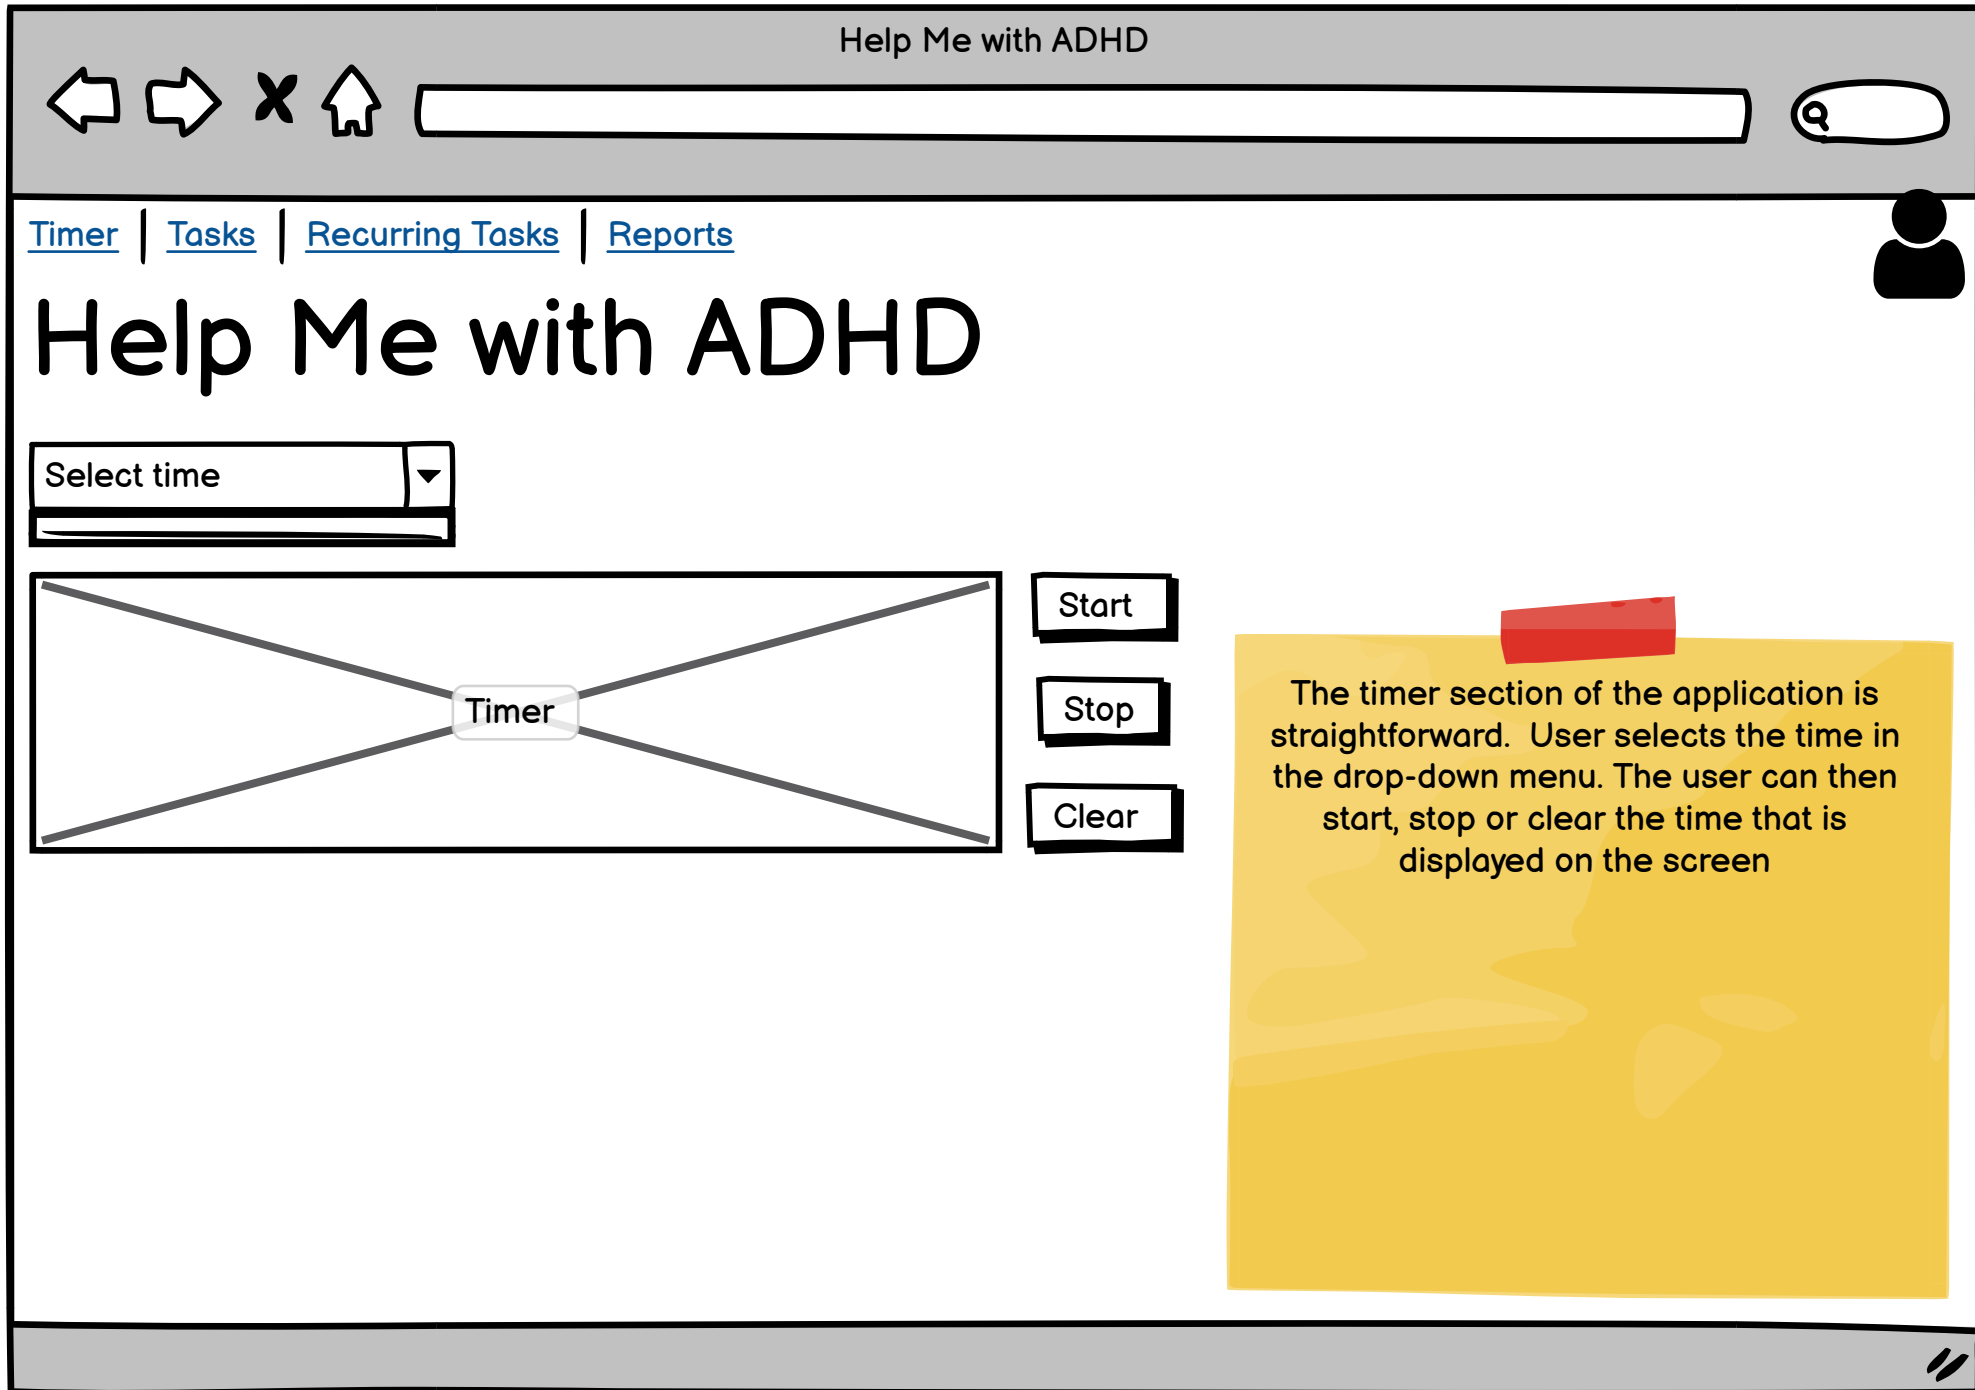 Help Me with ADHD
Timer | Tasks | Recurring Tasks | Reports
Help Me with ADHD
Select time
Timer
Start
Stop
Clear
The timer section of the application is
straightforward.  User selects the time in
the drop-down menu. The user can then
start, stop or clear the time that is
displayed on the screen